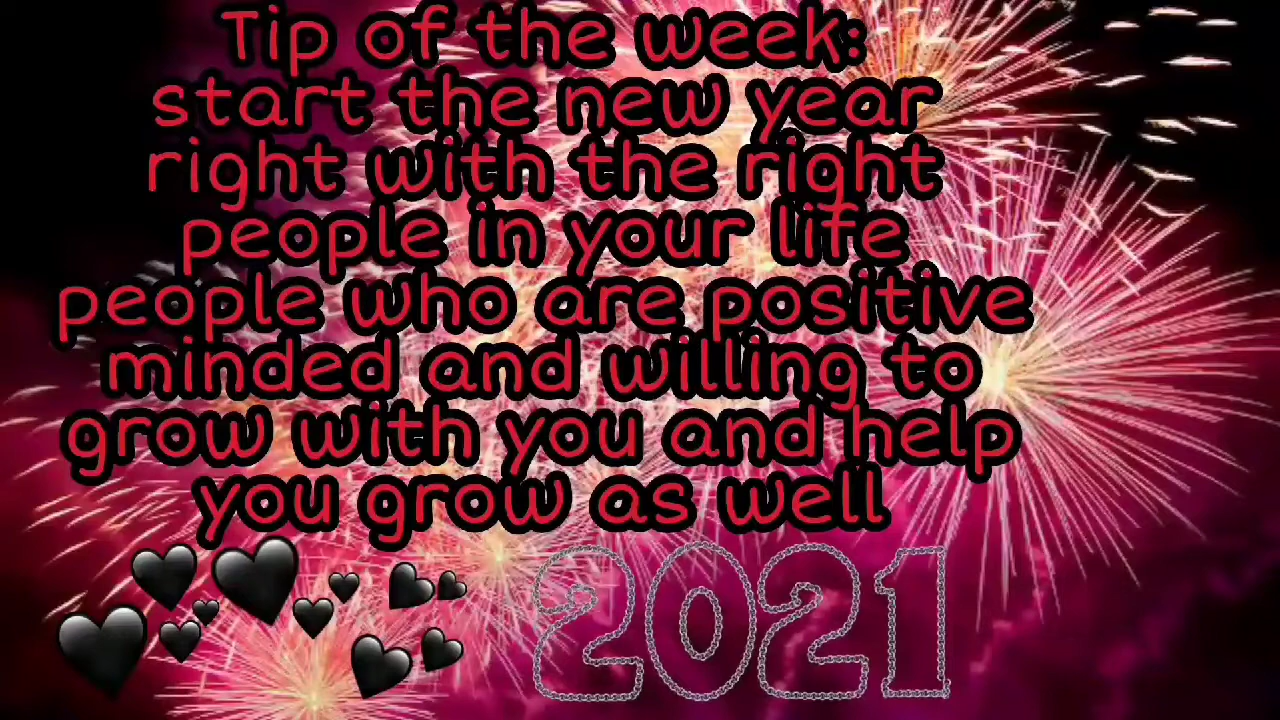 Tip of the week:
start the new year
right with the right
people in your life
people who are positive
minded and willing to
grow with you and help
you grow as well
2021